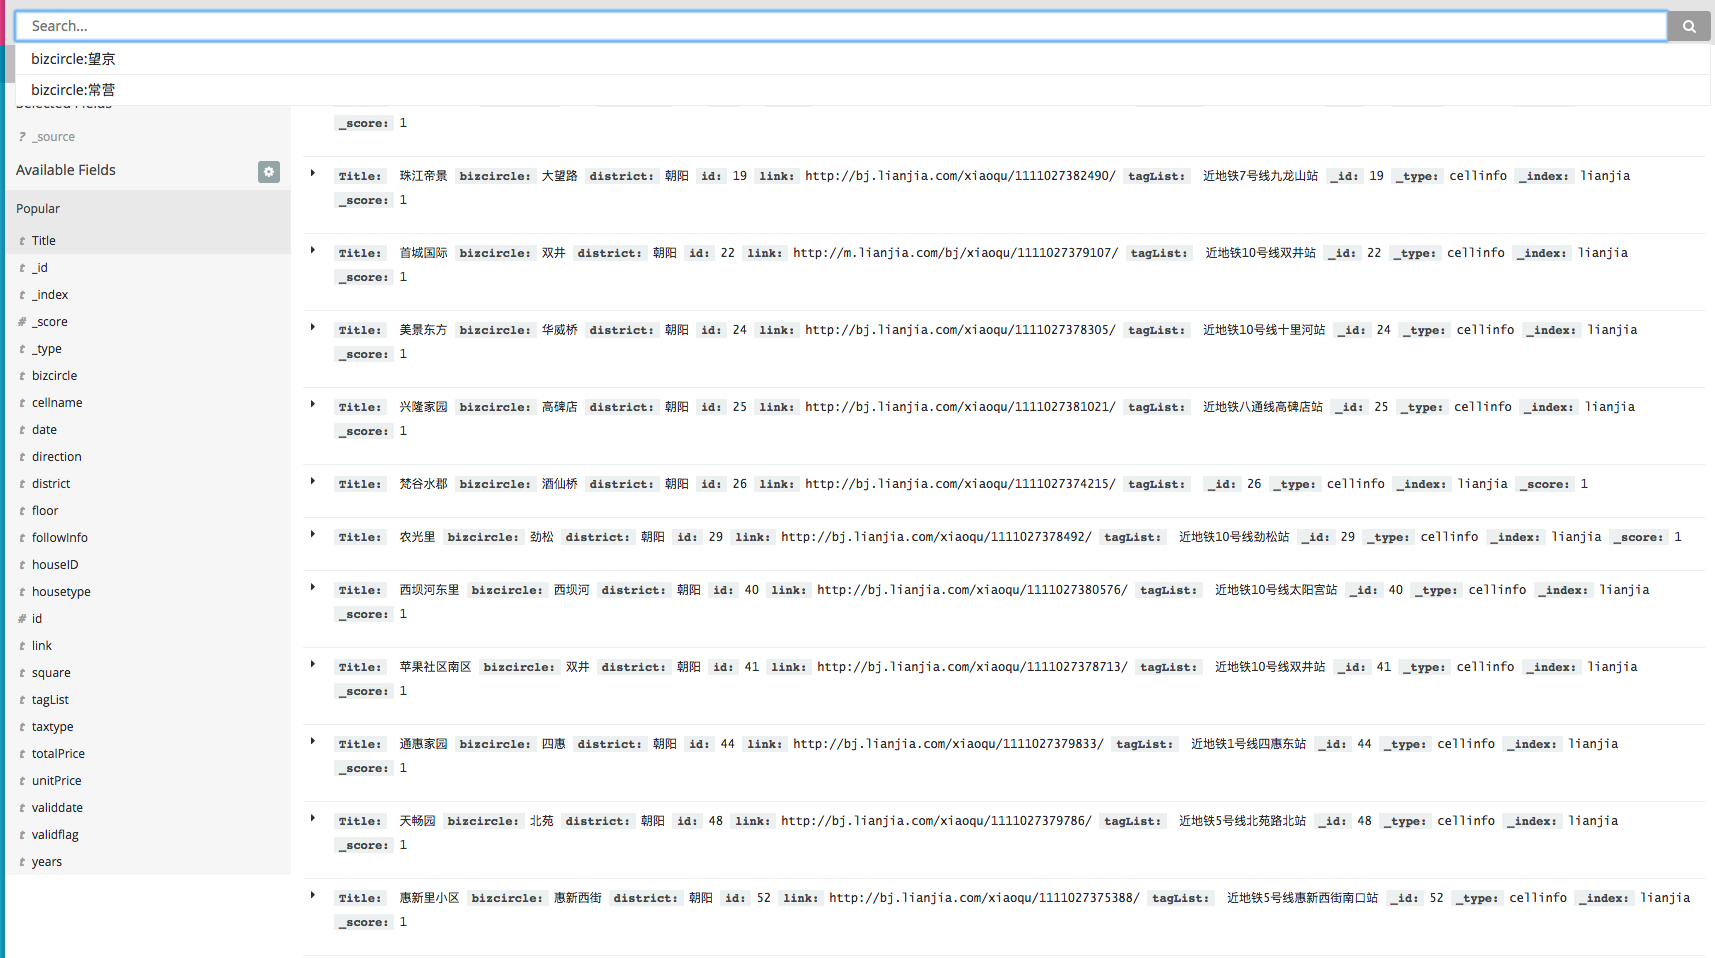 Search...
bizcircle:望京
bizcircle:常营
Selected Fields
? _source
Available Fields
Popular
t Title
t _id
t _index
# _score
t _type
t bizcircle
t cellname
t date
t direction
t district
t floor
t followInfo
t houseID
t housetype
# id
t link
t square
t tagList
t taxtype
t totalPrice
t unitPrice
t validdate
t validflag
t years
_score: 1
Title: 珠江帝景 bizcircle: 大望路 district: 朝阳 id: 19 link: http://bj.lianjia.com/xiaoqu/1111027382490/ tagList: 近地铁7号线九龙山站 _id: 19 _type: cellinfo _index: lianjia
_score: 1
Title: 首城国际 bizcircle: 双井 district: 朝阳 id: 22 link: http://m.lianjia.com/bj/xiaoqu/1111027379107/ tagList: 近地铁10号线双井站 _id: 22 _type: cellinfo _index: lianjia
_score: 1
Title: 美景东方 bizcircle: 华威桥 district: 朝阳 id: 24 link: http://bj.lianjia.com/xiaoqu/1111027378305/ tagList: 近地铁10号线十里河站 _id: 24 _type: cellinfo _index: lianjia
_score: 1
Title: 兴隆家园 bizcircle: 高碑店 district: 朝阳 id: 25 link: http://bj.lianjia.com/xiaoqu/1111027381021/ tagList: 近地铁八通线高碑店站 _id: 25 _type: cellinfo _index: lianjia
_score: 1
Title: 梵谷水郡 bizcircle: 酒仙桥 district: 朝阳 id: 26 link: http://bj.lianjia.com/xiaoqu/1111027374215/ tagList: _id: 26 _type: cellinfo _index: lianjia _score: 1
Title: 农光里 bizcircle: 劲松 district: 朝阳 id: 29 link: http://bj.lianjia.com/xiaoqu/1111027378492/ tagList: 近地铁10号线劲松站 _id: 29 _type: cellinfo _index: lianjia _score: 1
Title: 西坝河东里 bizcircle: 西坝河 district: 朝阳 id: 40 link: http://bj.lianjia.com/xiaoqu/1111027380576/ tagList: 近地铁10号线太阳宫站 _id: 40 _type: cellinfo _index: lianjia
_score: 1
Title: 苹果社区南区 bizcircle: 双井 district: 朝阳 id: 41 link: http://bj.lianjia.com/xiaoqu/1111027378713/ tagList: 近地铁10号线双井站 _id: 41 _type: cellinfo _index: lianjia
_score: 1
Title: 通惠家园 bizcircle: 四惠 district: 朝阳 id: 44 link: http://bj.lianjia.com/xiaoqu/1111027379833/ tagList: 近地铁1号线四惠东站 _id: 44 _type: cellinfo _index: lianjia
_score: 1
Title: 天畅园 bizcircle: 北苑 district: 朝阳 id: 48 link: http://bj.lianjia.com/xiaoqu/1111027379786/ tagList: 近地铁5号线北苑路北站 _id: 48 _type: cellinfo _index: lianjia
_score: 1
Title: 惠新里小区 bizcircle: 惠新西街 district: 朝阳 id: 52 link: http://bj.lianjia.com/xiaoqu/1111027375388/ tagList: 近地铁5号线惠新西街南口站 _id: 52 _type: cellinfo _index: lianjia
_score: 1